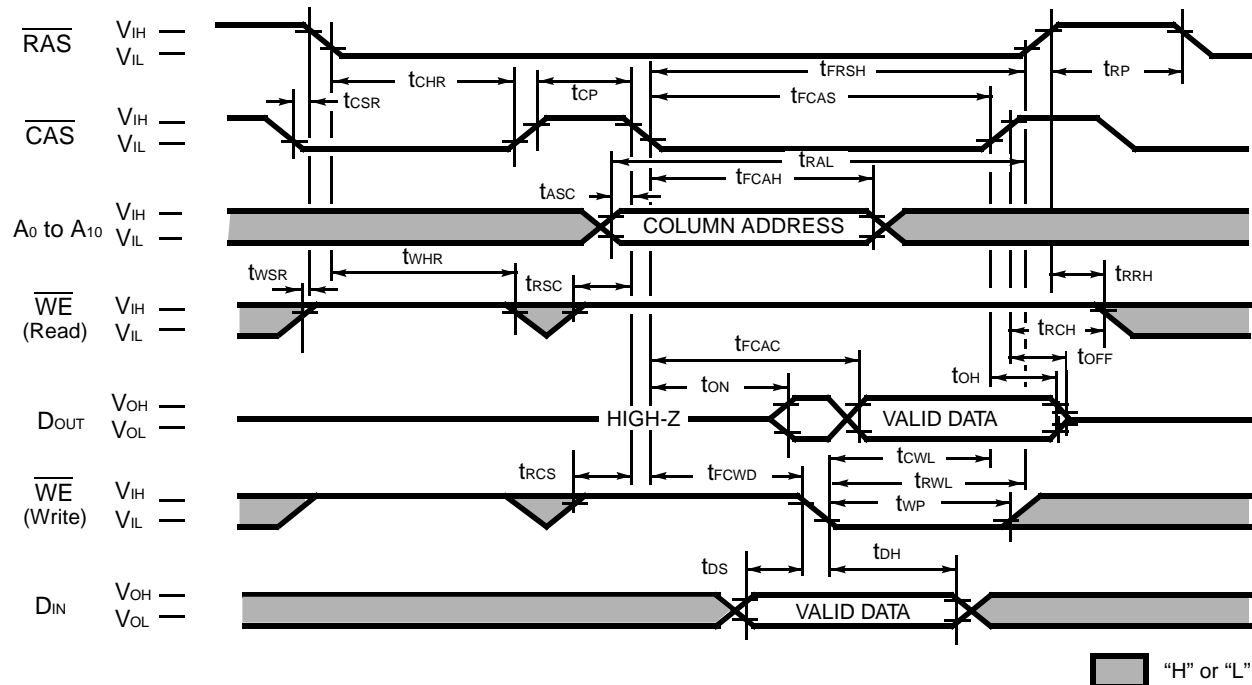 RAS VIH
VIL
tCHR tCP tFRSH tRP
tCSR tFCAS
CAS VIH
VIL
tRAL
tASC tFCAH
A0 to A10 VIH
VIL
COLUMN ADDRESS
tWSR tWHR tRSC tRRH
WE VIH
(Read) VIL
tRCH
tFCAC tOFF
tON tOH
DOUT VOH
VOL
HIGH-Z VALID DATA
tRCS tFCWD tCWL
tRWL
WE VIH
(Write) VIL
tWP
tDS tDH
DIN VOH
VOL
VALID DATA
“H” or “L”